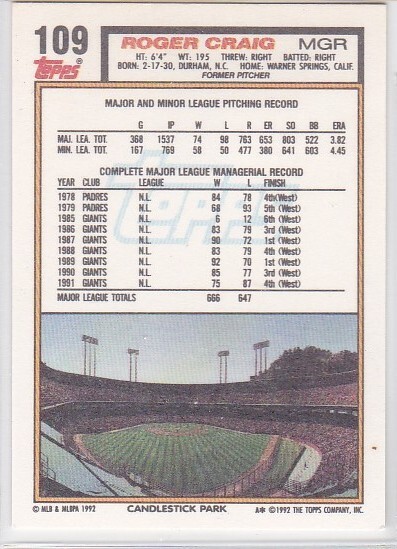 109
ROGER CRAIG MGR
Topps®
HT: 6'4" WT: 195 THREW: RIGHT BATTED: RIGHT
BORN: 2-17-30, DURHAM, N.C. HOME: WARNER SPRINGS, CALIF.
FORMER PITCHER
MAJOR AND MINOR LEAGUE PITCHING RECORD
G IP W L R ER SO BB ERA
MAJ. LEA. TOT. 368 1537 74 98 763 653 803 522 3.82
MIN. LEA. TOT. 167 769 58 50 477 380 641 603 4.45
Topps
COMPLETE MAJOR LEAGUE MANAGERIAL RECORD
YEAR CLUB LEAGUE W L FINISH
1978 PADRES N.L. 84 78 4th(West)
1979 PADRES N.L. 68 93 5th (West)
1985 GIANTS N.L. 6 12 6th (West)
1986 GIANTS N.L. 83 79 3rd (West)
1987 GIANTS N.L. 90 72 1st (West)
1988 GIANTS N.L. 83 79 4th (West)
1989 GIANTS N.L. 92 70 1st (West)
1990 GIANTS N.L. 85 77 3rd (West)
1991 GIANTS N.L. 75 87 4th (West)
MAJOR LEAGUE TOTALS 666 647
© MLB & MLBPA 1992 CANDLESTICK PARK A* © 1992 THE TOPPS COMPANY, INC.